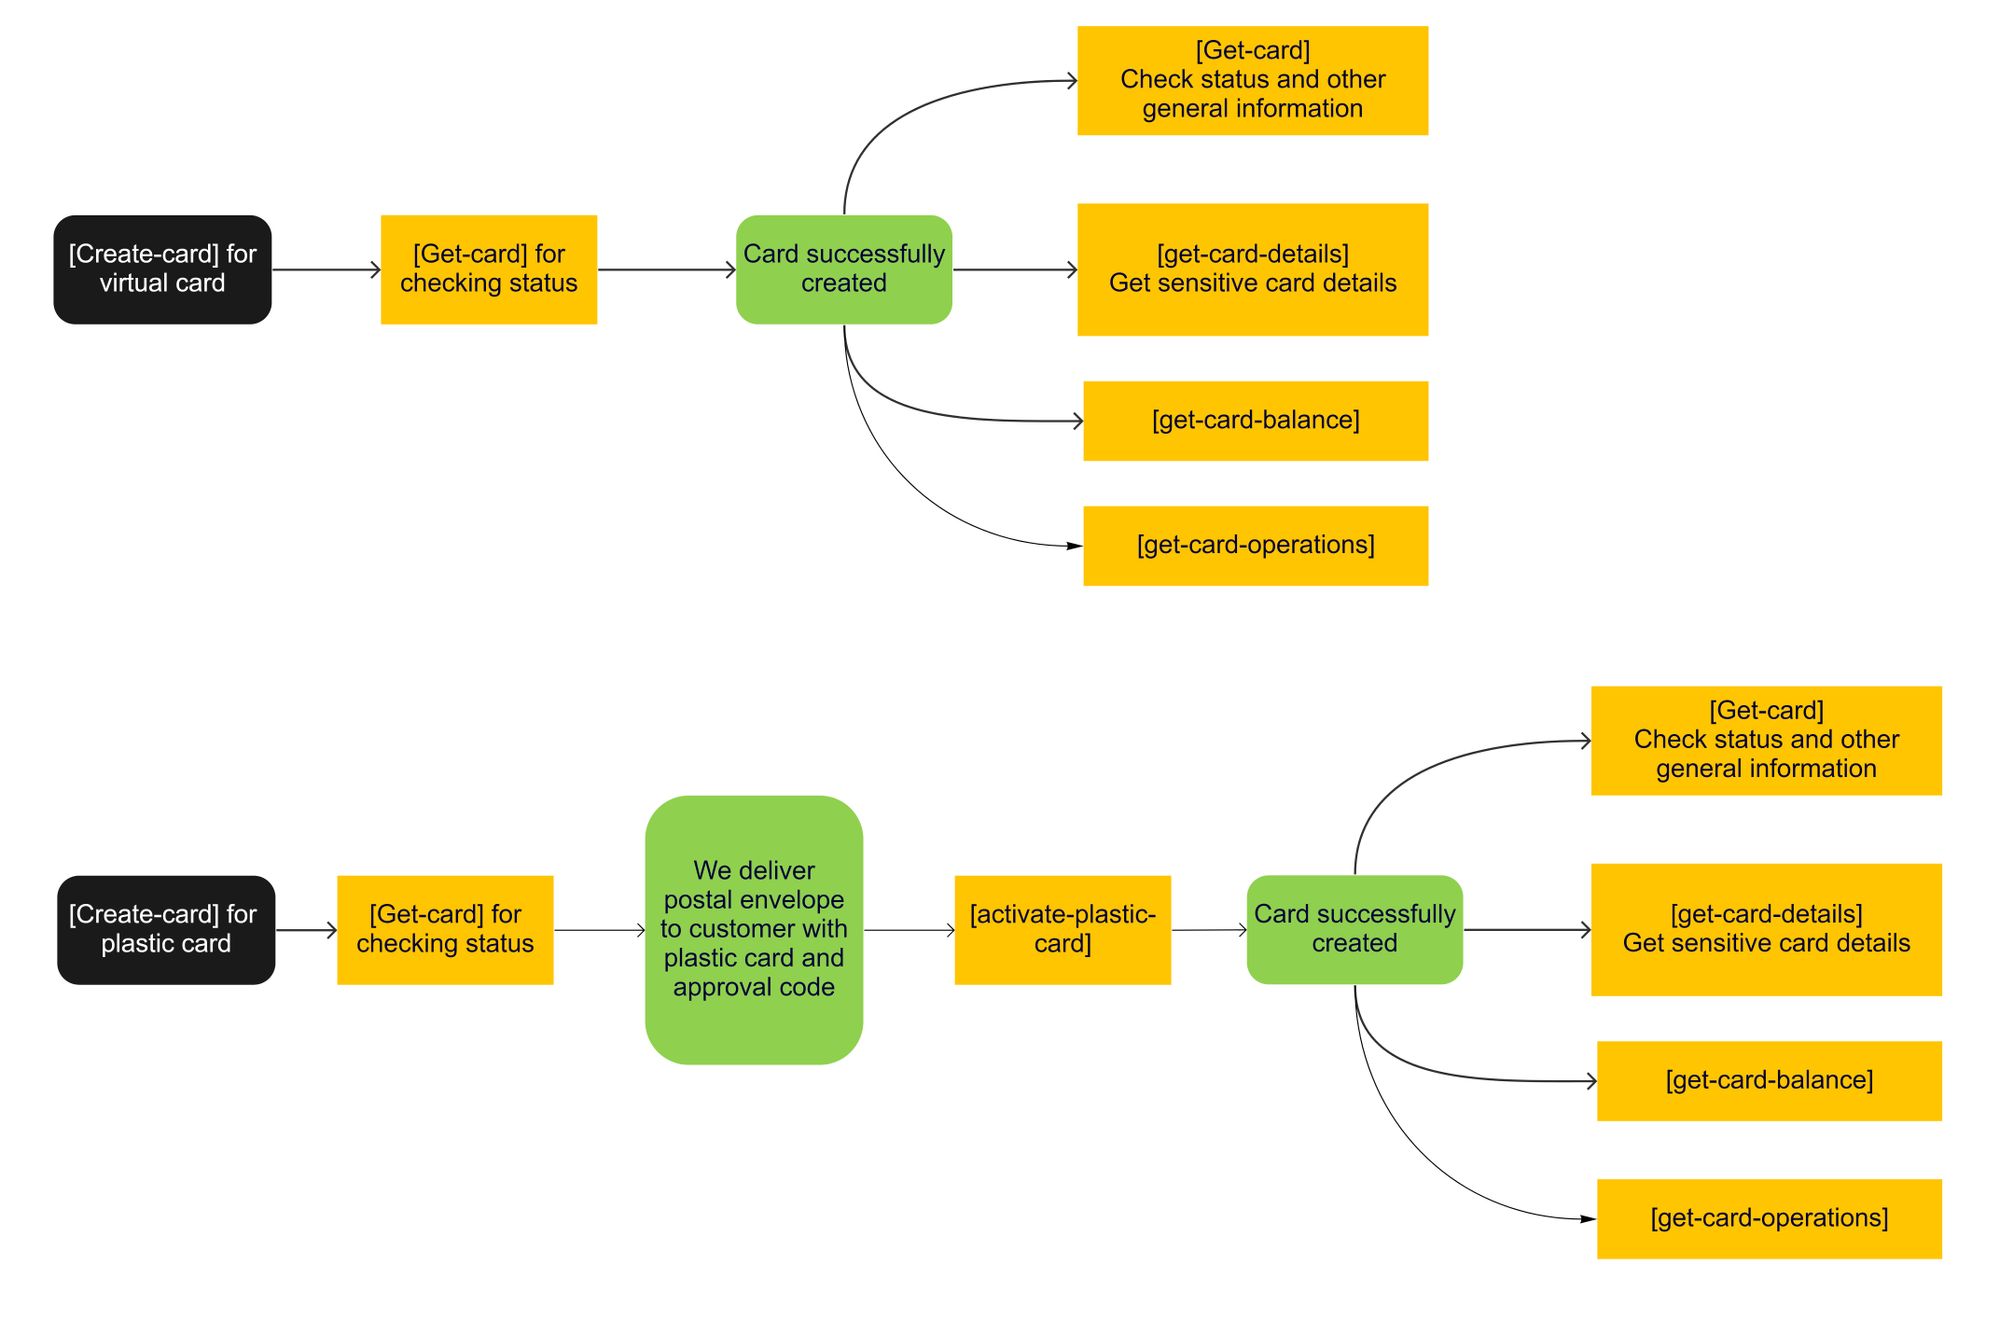 [Get-card]
Check status and other
general information
[Create-card] for
virtual card
[Get-card] for
checking status
Card successfully
created
[get-card-details]
Get sensitive card details
[get-card-balance]
[get-card-operations]
[Get-card]
Check status and other
general information
[Create-card] for
plastic card
[Get-card] for
checking status
We deliver
postal envelope
to customer with
plastic card and
approval code
[activate-plastic-
card]
Card successfully
created
[get-card-details]
Get sensitive card details
[get-card-balance]
[get-card-operations]